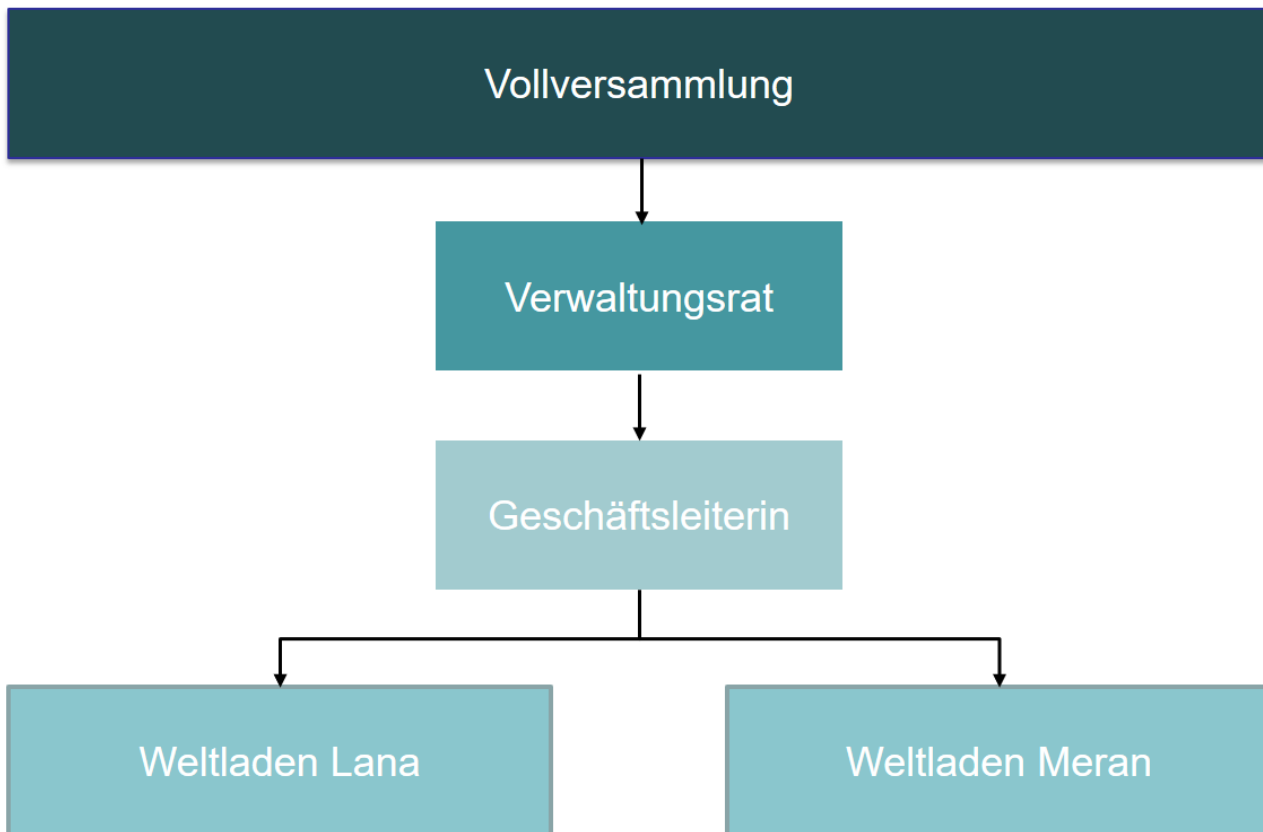 Vollversammlung
Verwaltungsrat
Geschäftsleiterin
Weltladen Lana
Weltladen Meran